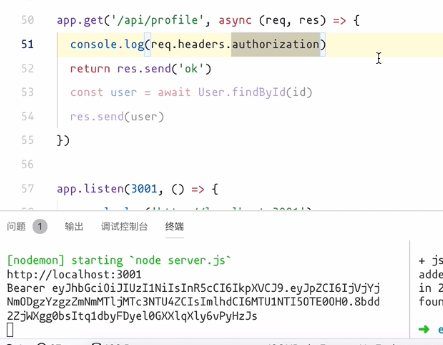 50 app.get('/api/profile', async (req, res) => {
51 console.log(req.headers.authorization)
52 return res.send('ok')
53 const user = await User.findById(id)
54 res.send(user)
55 })
56
57 app.listen(3001, () => {
问题 1 输出 调试控制台 终端
[nodemon] starting `node server.js`
http://localhost:3001
Bearer eyJhbGciOiJIUzI1NiIsInR5cCI6IkpXVCJ9.eyJpZCI6IjVjYj
NmODgzYzgzZmNmMTljMTc3NTU4ZCIsImlhdCI6MTU1NTI5OTE0OH0.8bdd
2ZjWXgg0bsItq1dbyFDyel0GXXlqXly6vPyHzJs
+ js
adde
in 2
foun
→ e